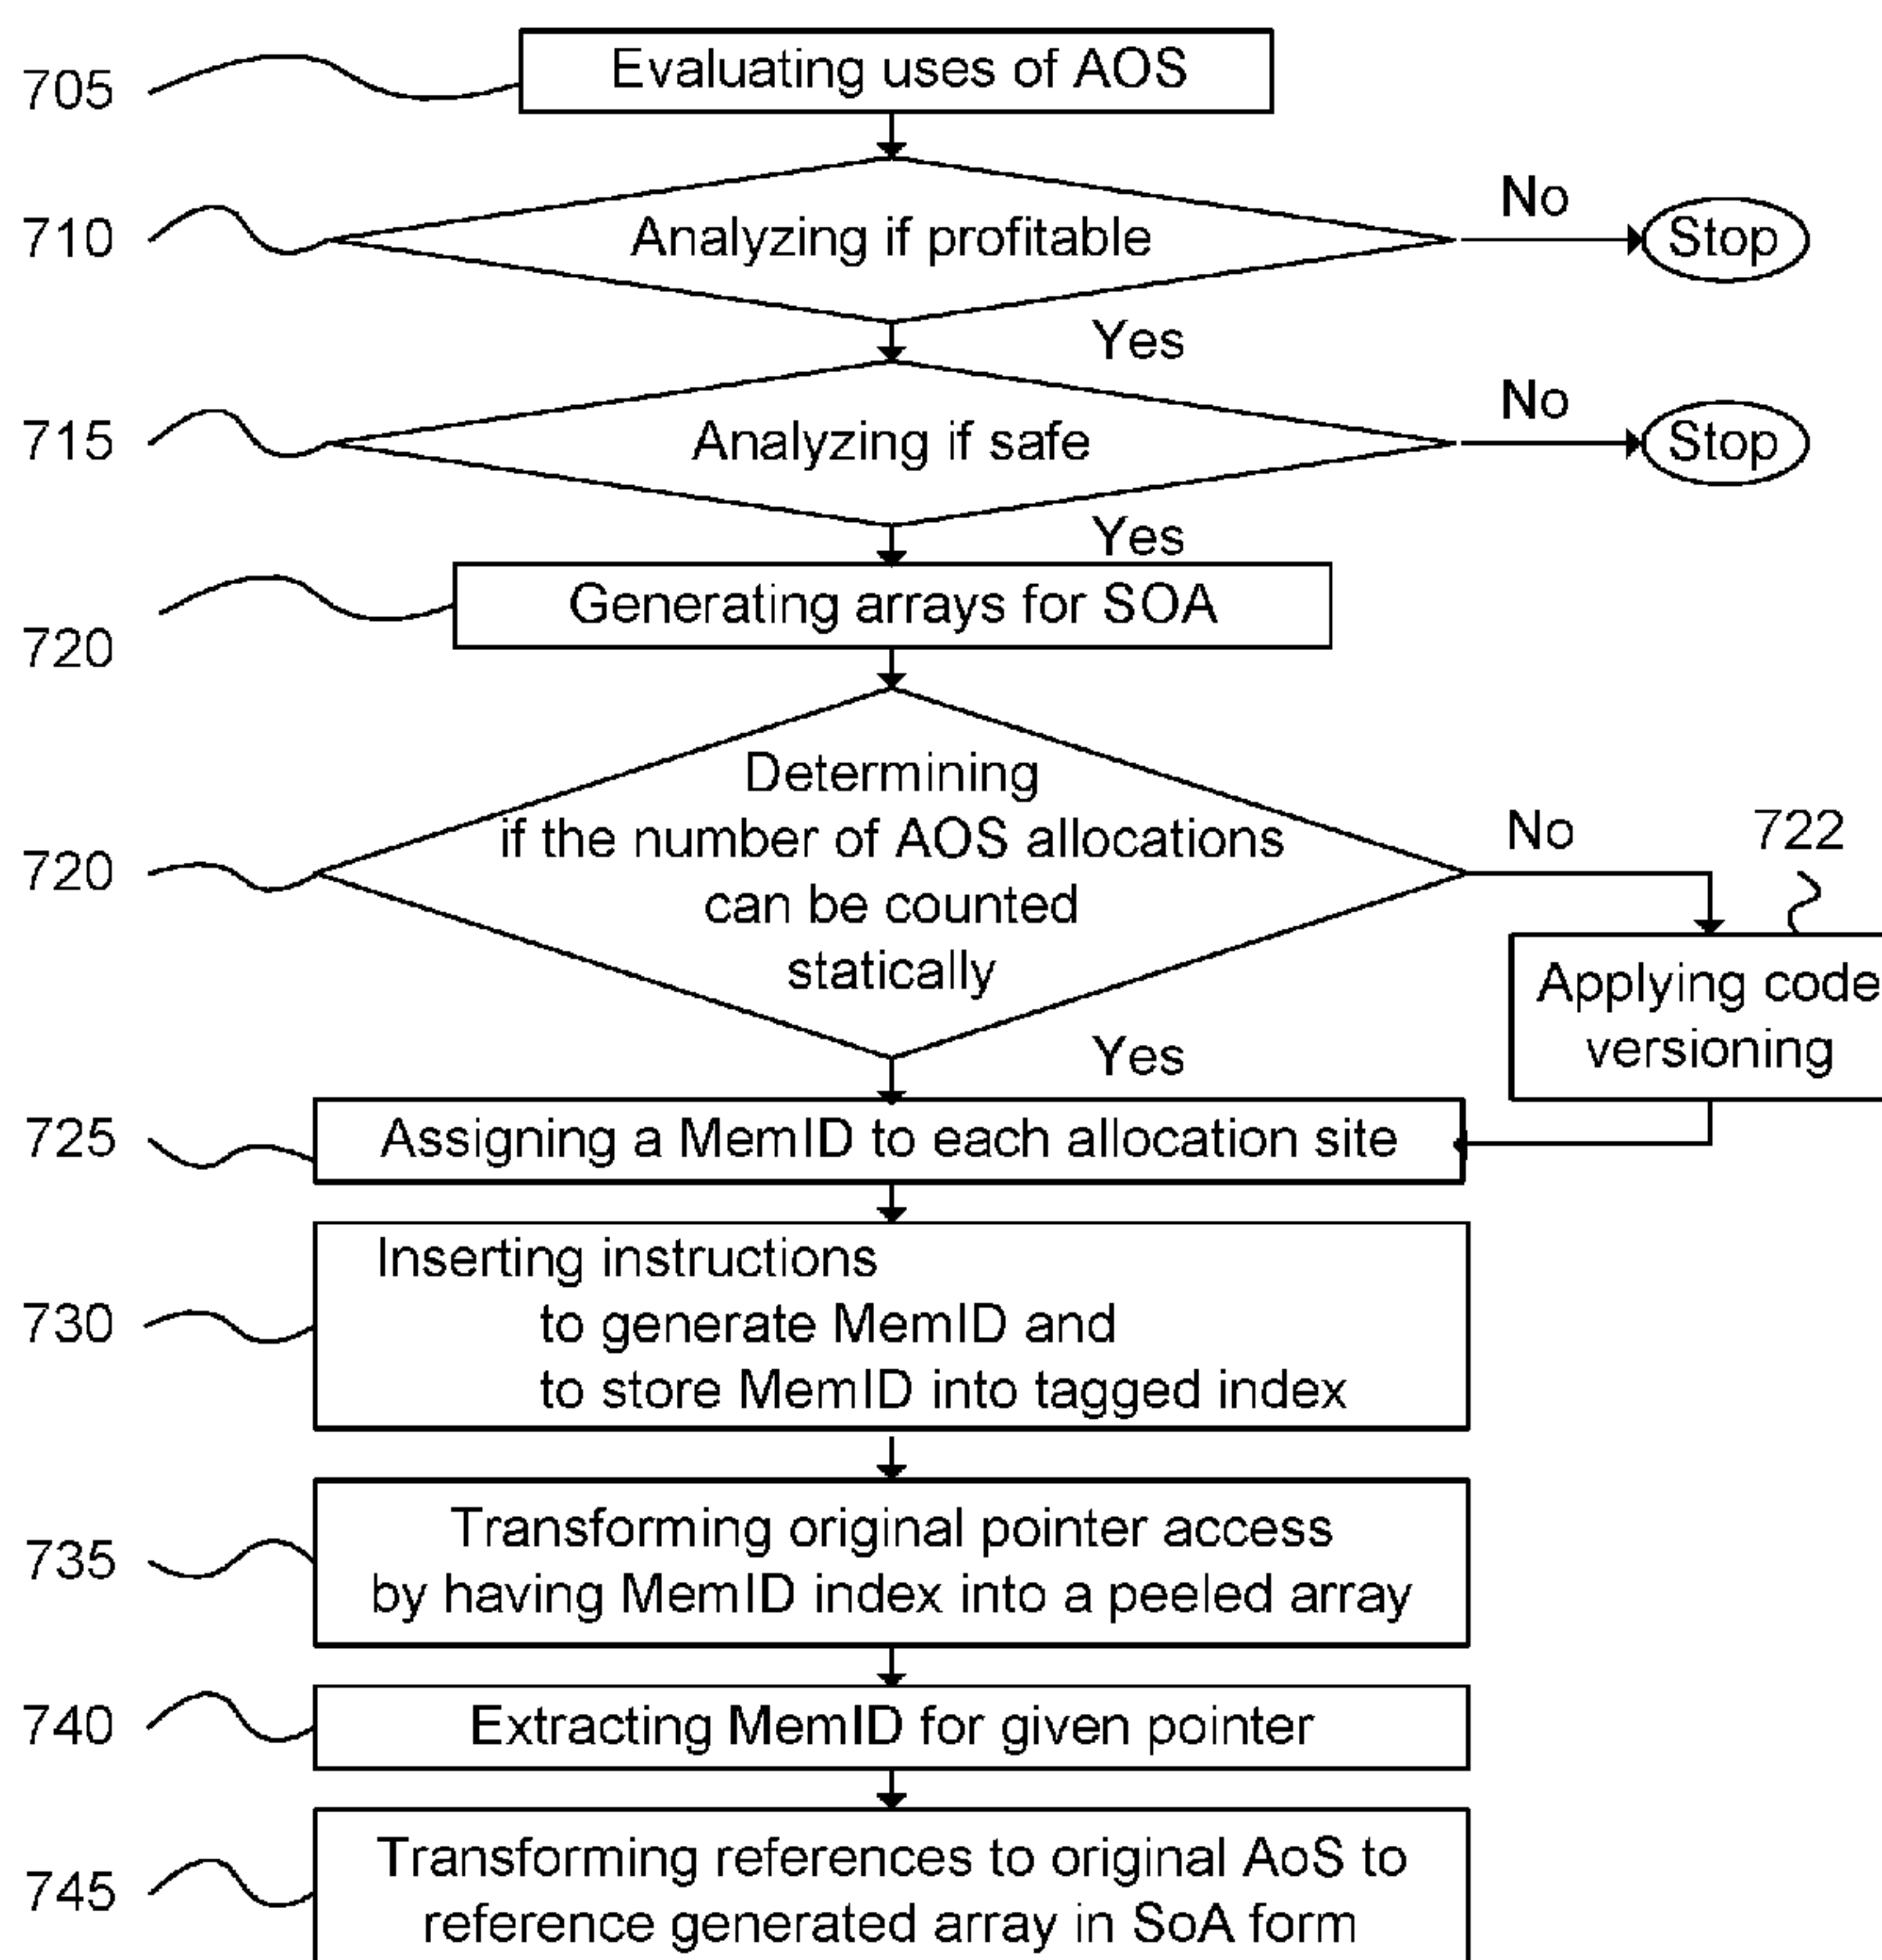 705
Evaluating uses of AOS
710
Analyzing if profitable
No
Stop
Yes
715
Analyzing if safe
No
Stop
Yes
720
Generating arrays for SOA
720
Determining
if the number of AOS allocations
can be counted
statically
No
722
Applying code
versioning
Yes
725
Assigning a MemID to each allocation site
730
Inserting instructions
to generate MemID and
to store MemID into tagged index
735
Transforming original pointer access
by having MemID index into a peeled array
740
Extracting MemID for given pointer
745
Transforming references to original AoS to
reference generated array in SoA form